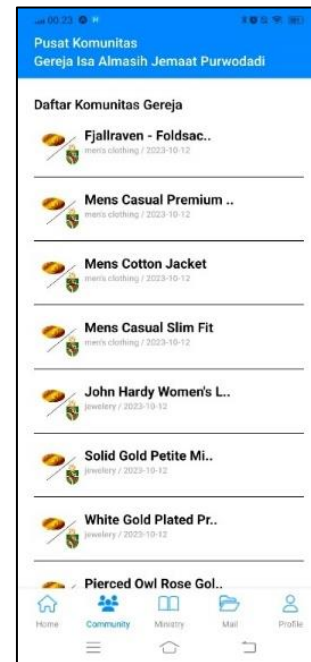 00:23
Pusat Komunitas
Gereja Isa Almasih Jemaat Purwodadi
Daftar Komunitas Gereja
Fjallraven - Foldsac..
men's clothing / 2023-10-12
Mens Casual Premium ..
men's clothing / 2023-10-12
Mens Cotton Jacket
men's clothing / 2023-10-12
Mens Casual Slim Fit
men's clothing / 2023-10-12
John Hardy Women's L..
jewelery / 2023-10-12
Solid Gold Petite Mi..
jewelery / 2023-10-12
White Gold Plated Pr..
jewelery / 2023-10-12
Pierced Owl Rose Gol..
Home Community Ministry Mail Profile